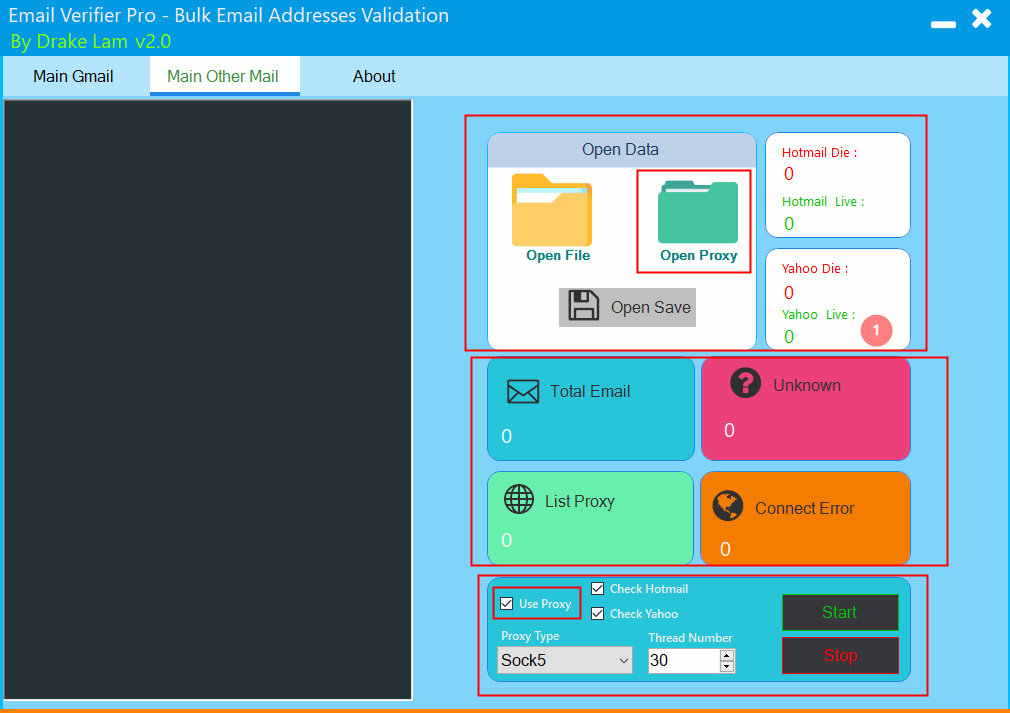 Email Verifier Pro - Bulk Email Addresses Validation
By Drake Lam v2.0
Main Gmail
Main Other Mail
About
Open Data
Open File
Open Proxy
Open Save
Hotmail Die :
0
Hotmail Live :
0
Yahoo Die :
0
Yahoo Live :
0
1
Total Email
0
Unknown
0
List Proxy
0
Connect Error
0
Use Proxy
Check Hotmail
Check Yahoo
Proxy Type
Sock5
Thread Number
30
Start
Stop